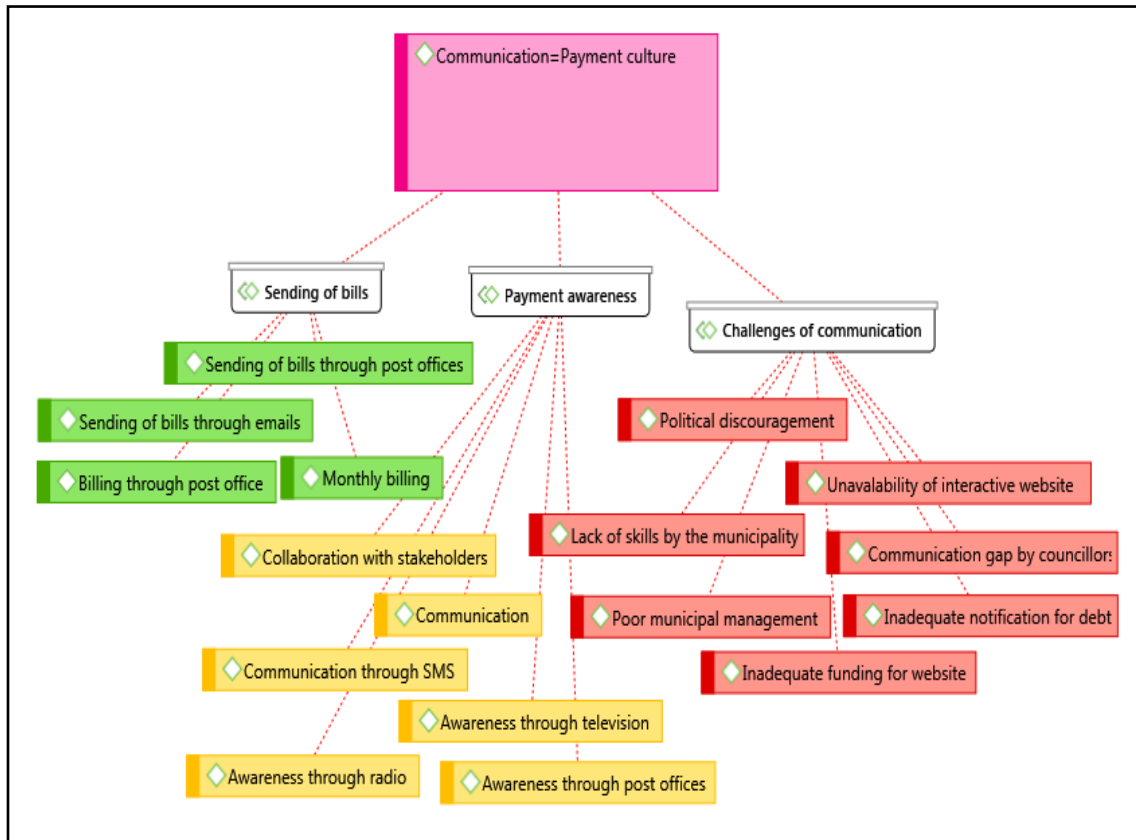 Communication=Payment culture
Sending of bills
Payment awareness
Challenges of communication
Sending of bills through post offices
Sending of bills through emails
Billing through post office
Monthly billing
Collaboration with stakeholders
Communication
Communication through SMS
Awareness through television
Awareness through radio
Awareness through post offices
Political discouragement
Unavalability of interactive website
Lack of skills by the municipality
Communication gap by councillors
Poor municipal management
Inadequate notification for debt
Inadequate funding for website